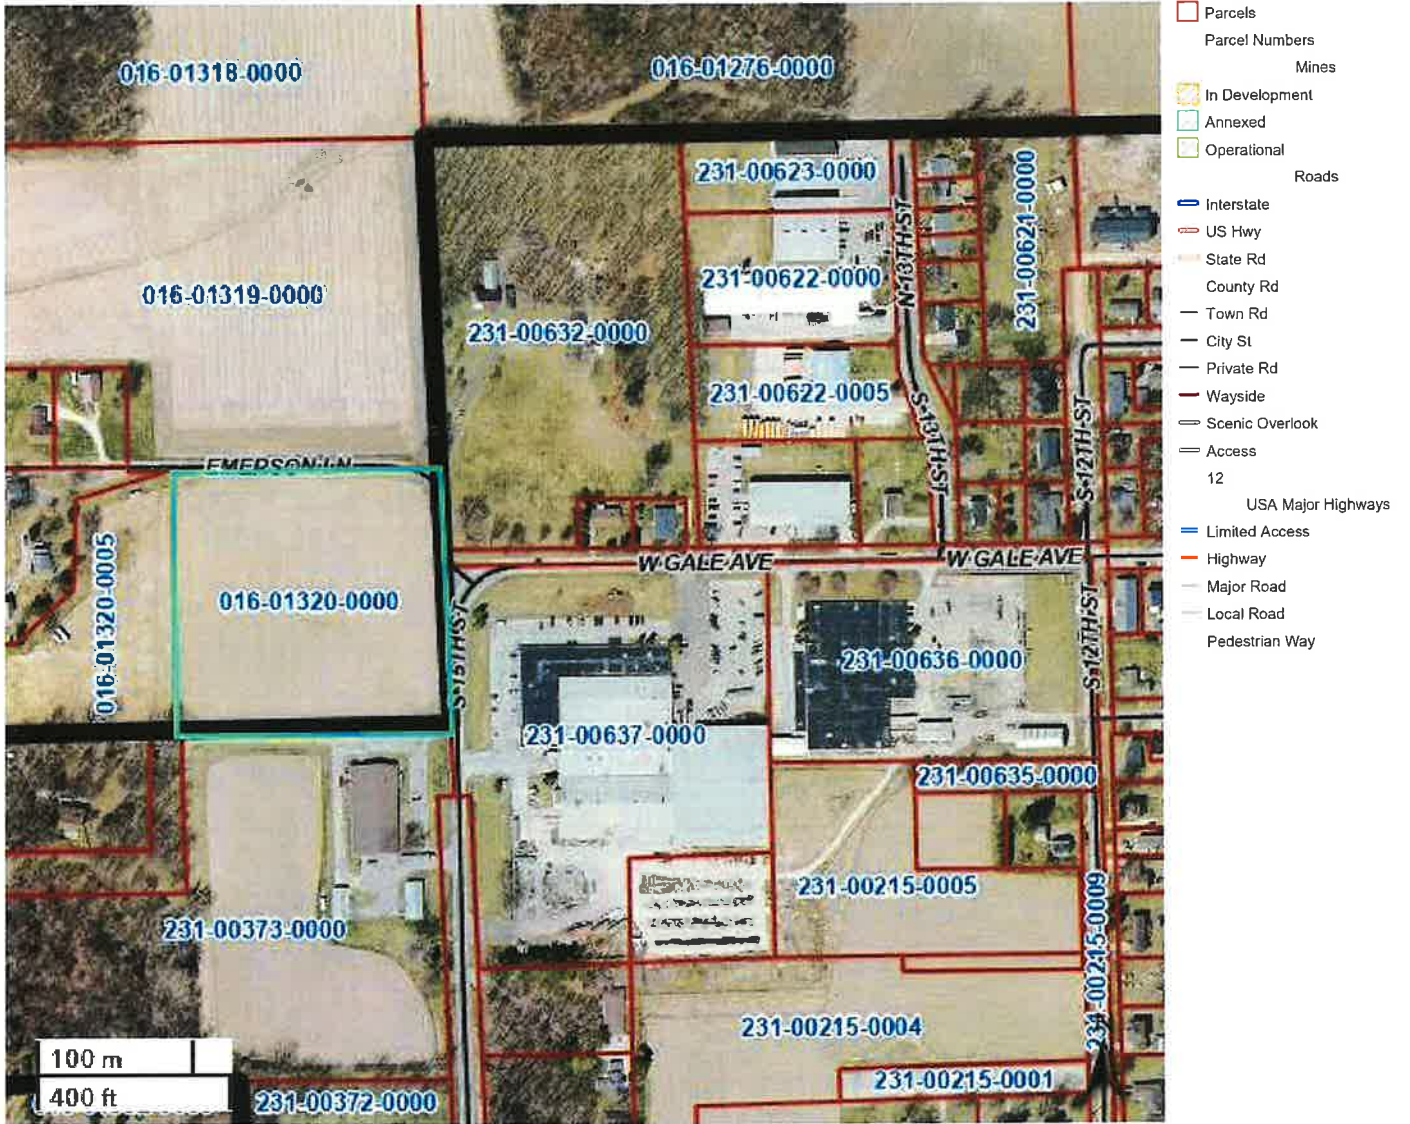 016-01318-0000
016-01276-0000
231-00623-0000
N 13TH ST
231-00621-0000
016-01319-0000
231-00622-0000
231-00632-0000
231-00622-0005
S 13TH ST
S 12TH ST
EMERSON LN
W GALE AVE
W GALE AVE
016-01320-0005
016-01320-0000
S 15TH ST
S 12TH ST
231-00636-0000
231-00637-0000
231-00635-0000
231-00215-0005
231-00215-0009
231-00373-0000
231-00215-0004
231-00215-0001
231-00372-0000
100 m
400 ft
Parcels
Parcel Numbers
Mines
In Development
Annexed
Operational
Roads
Interstate
US Hwy
State Rd
County Rd
Town Rd
City St
Private Rd
Wayside
Scenic Overlook
Access
12
USA Major Highways
Limited Access
Highway
Major Road
Local Road
Pedestrian Way